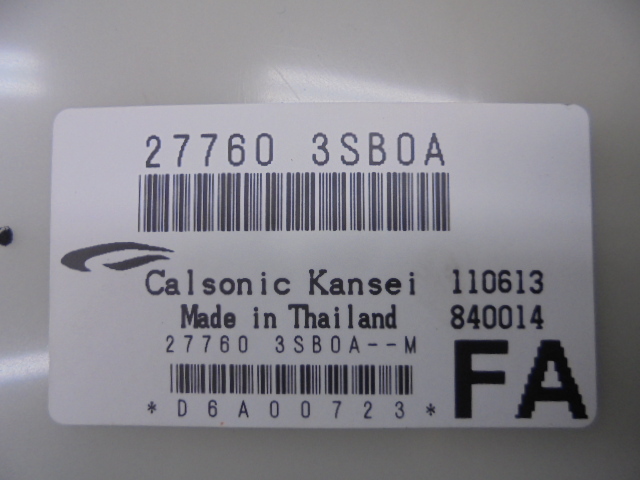 27760 3SB0A
Calsonic Kansei 110613
Made in Thailand 840014
27760 3SB0A--M
*D6A00723*
FA